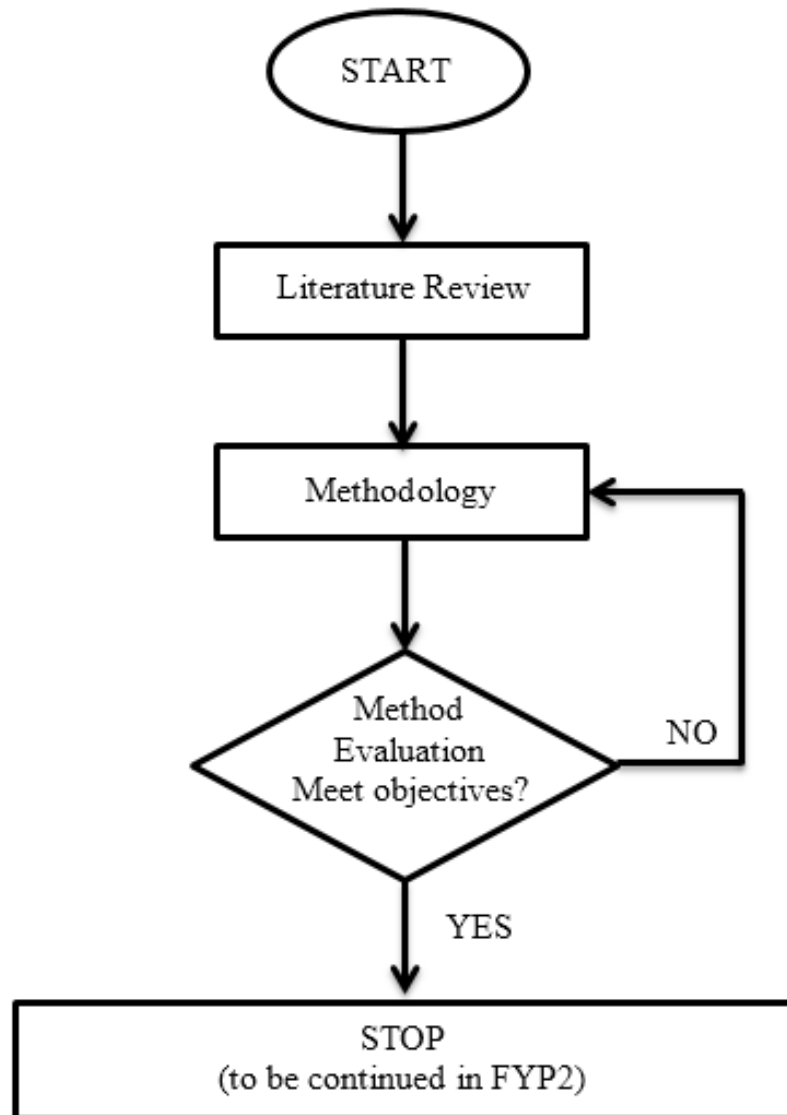 START
Literature Review
Methodology
Method
Evaluation
Meet objectives?
NO
YES
STOP
(to be continued in FYP2)